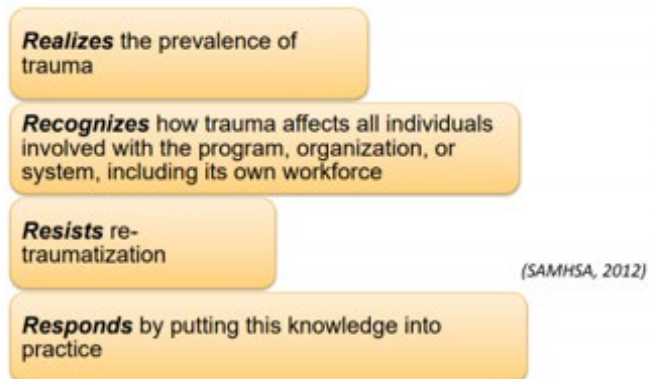 Realizes the prevalence of
trauma
Recognizes how trauma affects all individuals
involved with the program, organization, or
system, including its own workforce
Resists re-
traumatization
(SAMHSA, 2012)
Responds by putting this knowledge into
practice